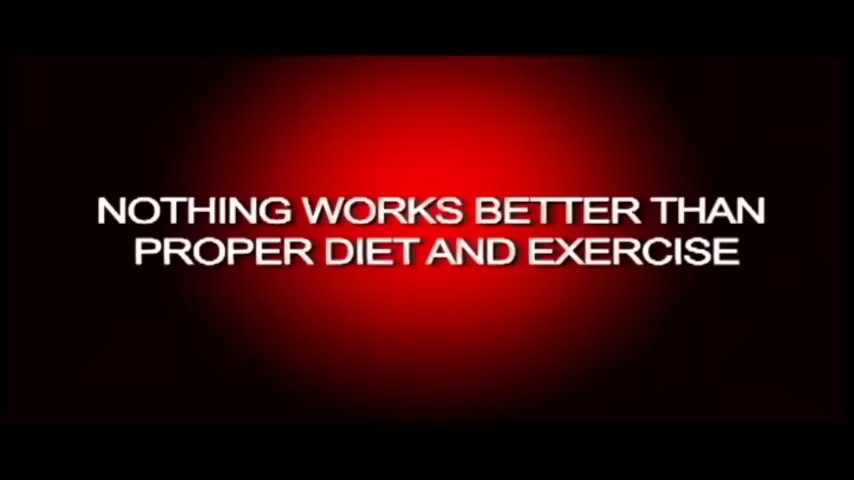 NOTHING WORKS BETTER THAN
PROPER DIET AND EXERCISE